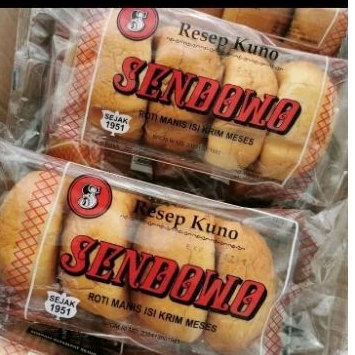 S
Resep Kuno
SENDOWO
SEJAK
1951
ROTI MANIS ISI KRIM MESES
S
Resep Kuno
SENDOWO
SEJAK
1951
ROTI MANIS ISI KRIM MESES